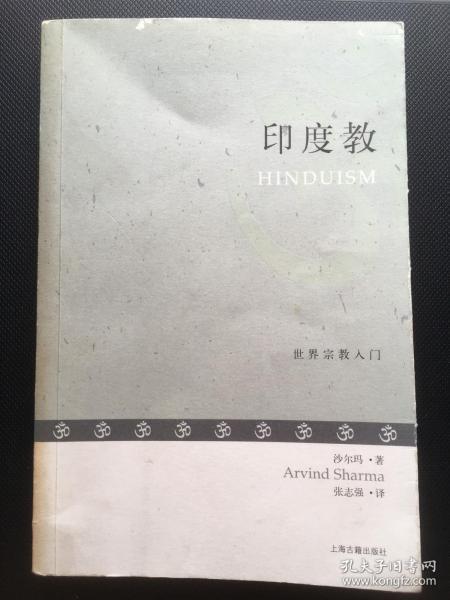 印度教
HINDUISM
世界宗教入门
沙尔玛·著
Arvind Sharma
张志强·译
上海古籍出版社
孔夫子旧书网
www.kongfz.com